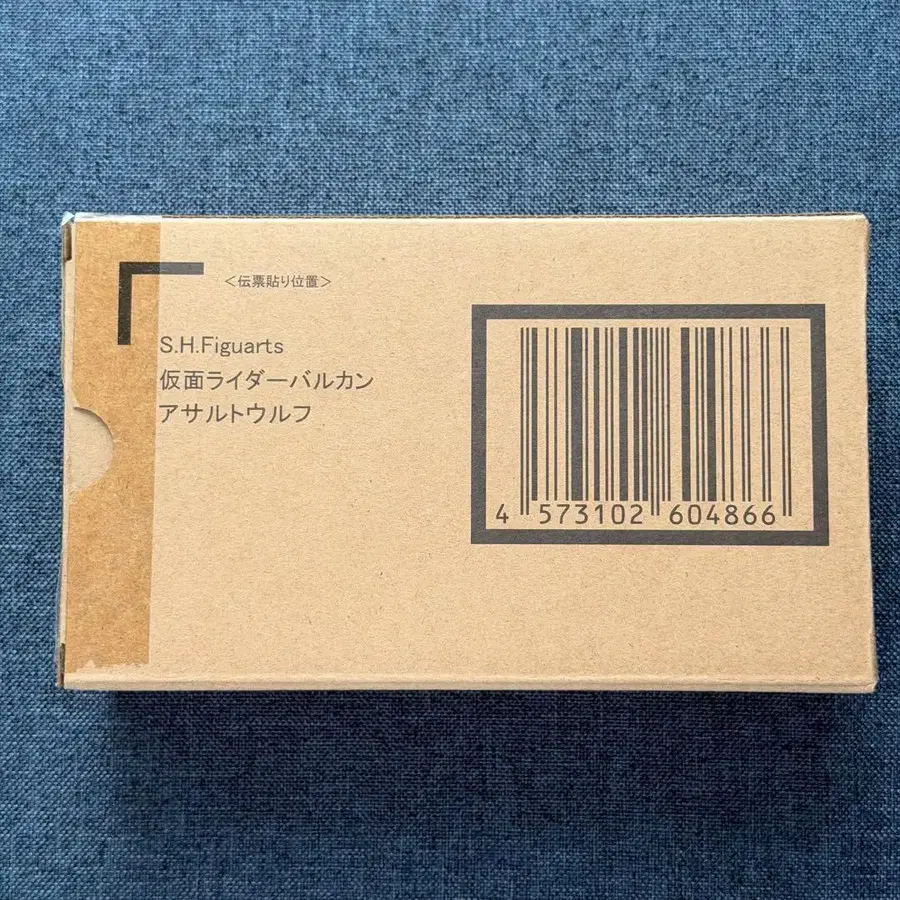 <伝票貼り位置>
S.H.Figuarts
仮面ライダーバルカン
アサルトウルフ
4 573102 604866